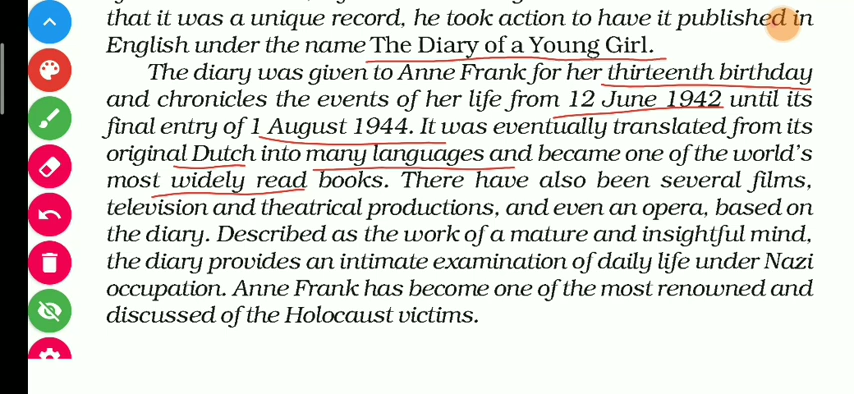 that it was a unique record, he took action to have it published in
English under the name The Diary of a Young Girl.
The diary was given to Anne Frank for her thirteenth birthday
and chronicles the events of her life from 12 June 1942 until its
final entry of 1 August 1944. It was eventually translated from its
original Dutch into many languages and became one of the world's
most widely read books. There have also been several films,
television and theatrical productions, and even an opera, based on
the diary. Described as the work of a mature and insightful mind,
the diary provides an intimate examination of daily life under Nazi
occupation. Anne Frank has become one of the most renowned and
discussed of the Holocaust victims.